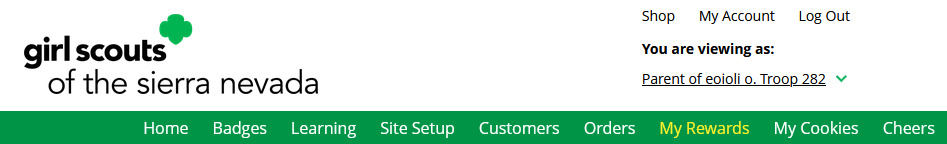 girl scouts
of the sierra nevada
Shop My Account Log Out
You are viewing as:
Parent of eoioli o. Troop 282
Home Badges Learning Site Setup Customers Orders My Rewards My Cookies Cheers